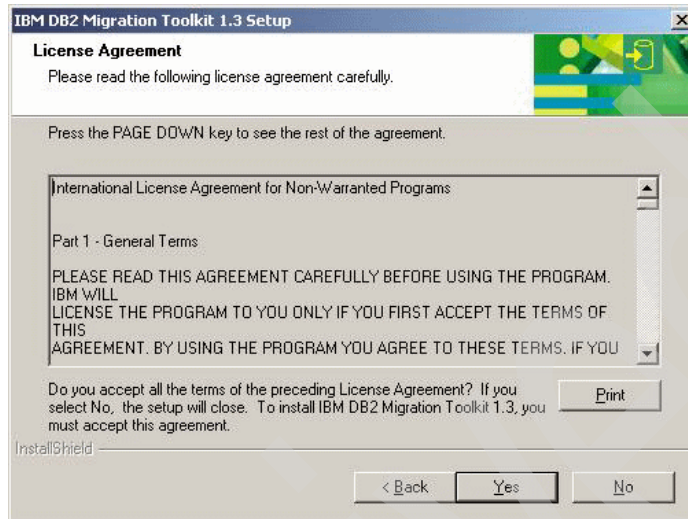 IBM DB2 Migration Toolkit 1.3 Setup
License Agreement
Please read the following license agreement carefully.
Press the PAGE DOWN key to see the rest of the agreement.
International License Agreement for Non-Warranted Programs
Part 1 - General Terms
PLEASE READ THIS AGREEMENT CAREFULLY BEFORE USING THE PROGRAM.
IBM WILL
LICENSE THE PROGRAM TO YOU ONLY IF YOU FIRST ACCEPT THE TERMS OF
THIS
AGREEMENT. BY USING THE PROGRAM YOU AGREE TO THESE TERMS. IF YOU
Do you accept all the terms of the preceding License Agreement? If you
select No, the setup will close. To install IBM DB2 Migration Toolkit 1.3, you
must accept this agreement.
Print
InstallShield
< Back
Yes
No